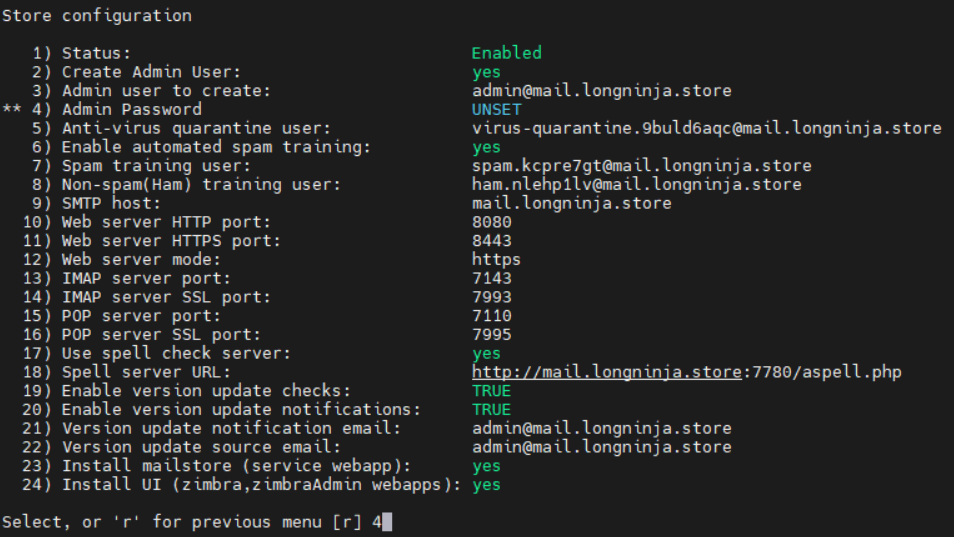 Store configuration
1) Status: Enabled
2) Create Admin User: yes
3) Admin user to create: admin@mail.longninja.store
** 4) Admin Password UNSET
5) Anti-virus quarantine user: virus-quarantine.9buld6aqc@mail.longninja.store
6) Enable automated spam training: yes
7) Spam training user: spam.kcpre7gt@mail.longninja.store
8) Non-spam(Ham) training user: ham.nlehp1lv@mail.longninja.store
9) SMTP host: mail.longninja.store
10) Web server HTTP port: 8080
11) Web server HTTPS port: 8443
12) Web server mode: https
13) IMAP server port: 7143
14) IMAP server SSL port: 7993
15) POP server port: 7110
16) POP server SSL port: 7995
17) Use spell check server: yes
18) Spell server URL: http://mail.longninja.store:7780/aspell.php
19) Enable version update checks: TRUE
20) Enable version update notifications: TRUE
21) Version update notification email: admin@mail.longninja.store
22) Version update source email: admin@mail.longninja.store
23) Install mailstore (service webapp): yes
24) Install UI (zimbra,zimbraAdmin webapps): yes
Select, or 'r' for previous menu [r] 4